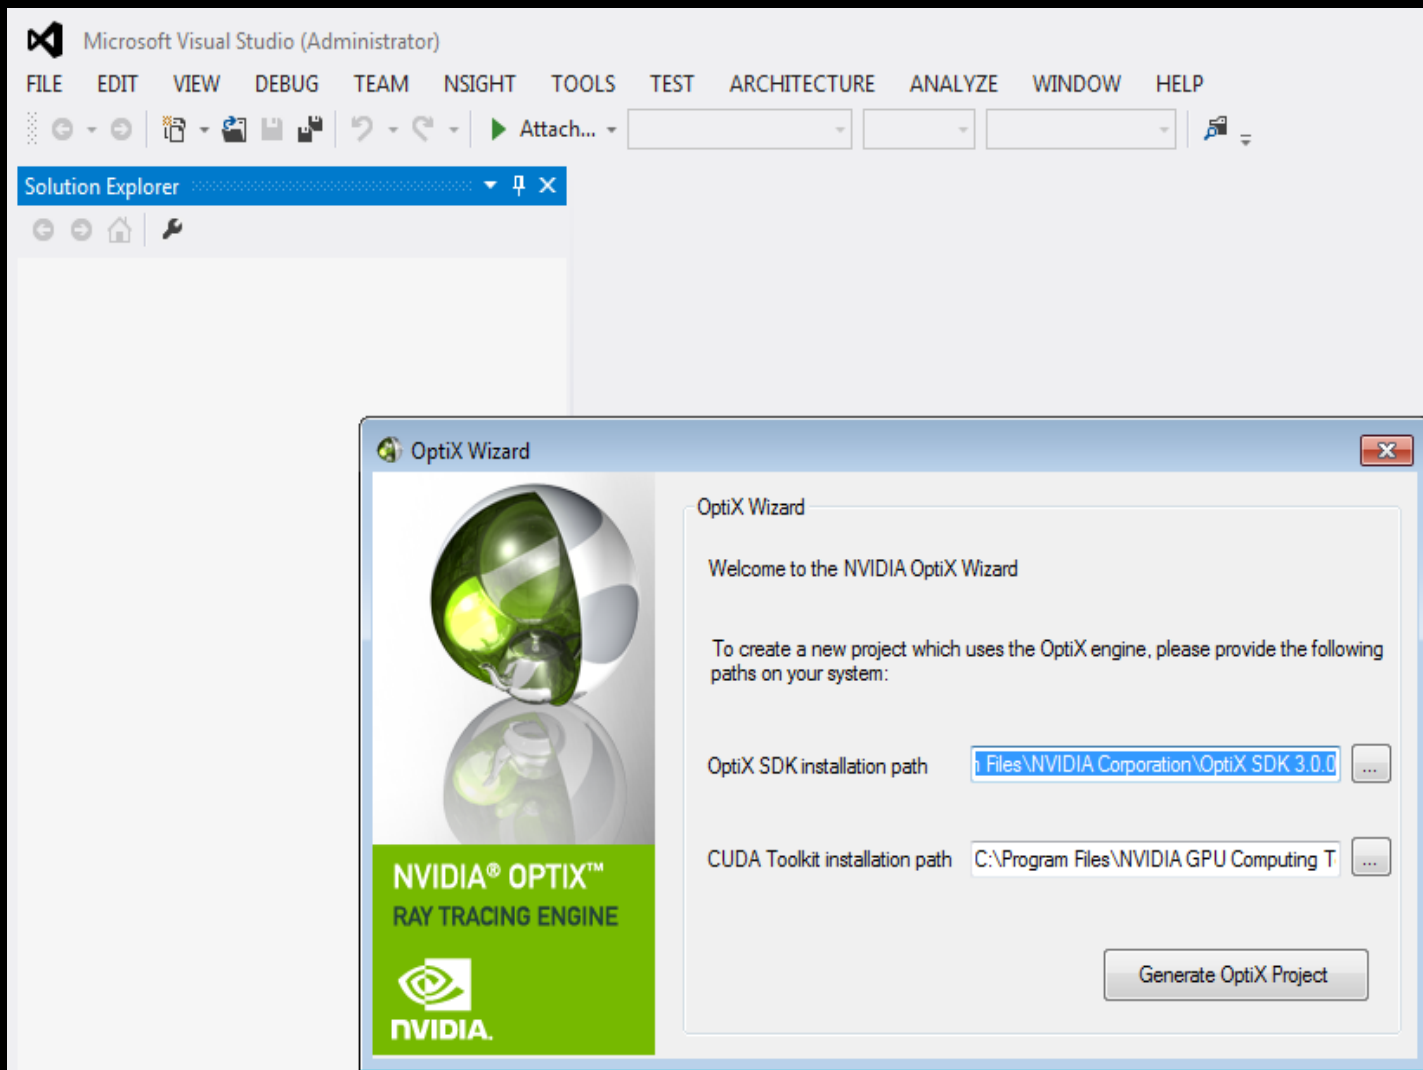 Microsoft Visual Studio (Administrator)
FILE EDIT VIEW DEBUG TEAM NSIGHT TOOLS TEST ARCHITECTURE ANALYZE WINDOW HELP
Attach...
Solution Explorer
OptiX Wizard
OptiX Wizard
Welcome to the NVIDIA OptiX Wizard
To create a new project which uses the OptiX engine, please provide the following
paths on your system:
OptiX SDK installation path Files\NVIDIA Corporation\OptiX SDK 3.0.0 ...
CUDA Toolkit installation path C:\Program Files\NVIDIA GPU Computing T ...
NVIDIA® OPTIX™
RAY TRACING ENGINE
Generate OptiX Project
NVIDIA.